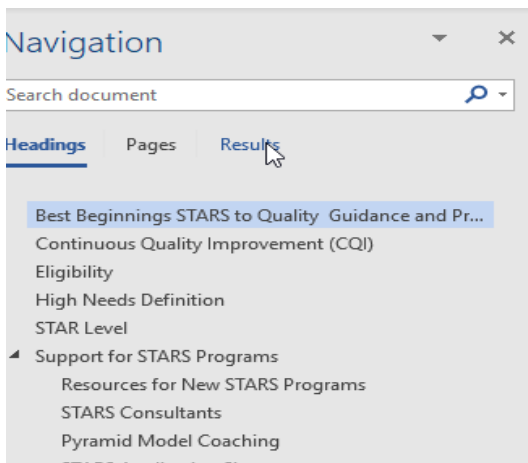 Navigation
Search document
Headings Pages Results
Best Beginnings STARS to Quality Guidance and Pr...
Continuous Quality Improvement (CQI)
Eligibility
High Needs Definition
STAR Level
Support for STARS Programs
Resources for New STARS Programs
STARS Consultants
Pyramid Model Coaching